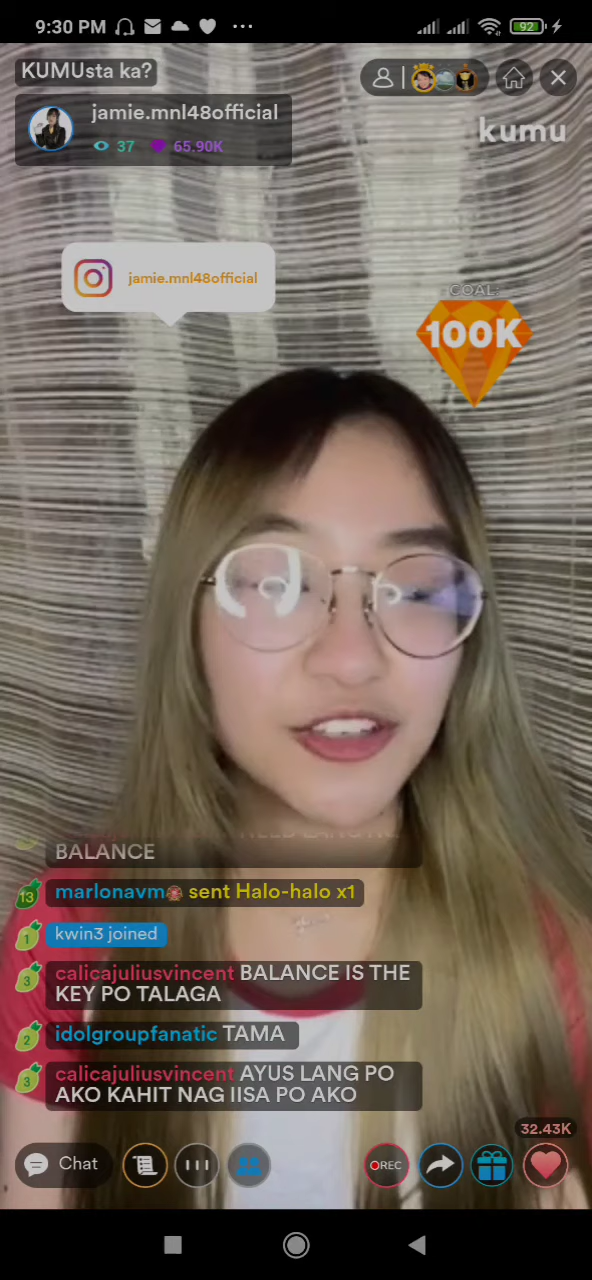 9:30 PM
92
KUMUsta ka?
jamie.mnl48official
37 65.90K
kumu
jamie.mnl48official
GOAL:
100K
BALANCE
13 marlonavm sent Halo-halo x1
1 kwin3 joined
3 calicajuliusvincent BALANCE IS THE
KEY PO TALAGA
2 idolgroupfanatic TAMA
3 calicajuliusvincent AYUS LANG PO
AKO KAHIT NAG IISA PO AKO
32.43K
Chat
REC